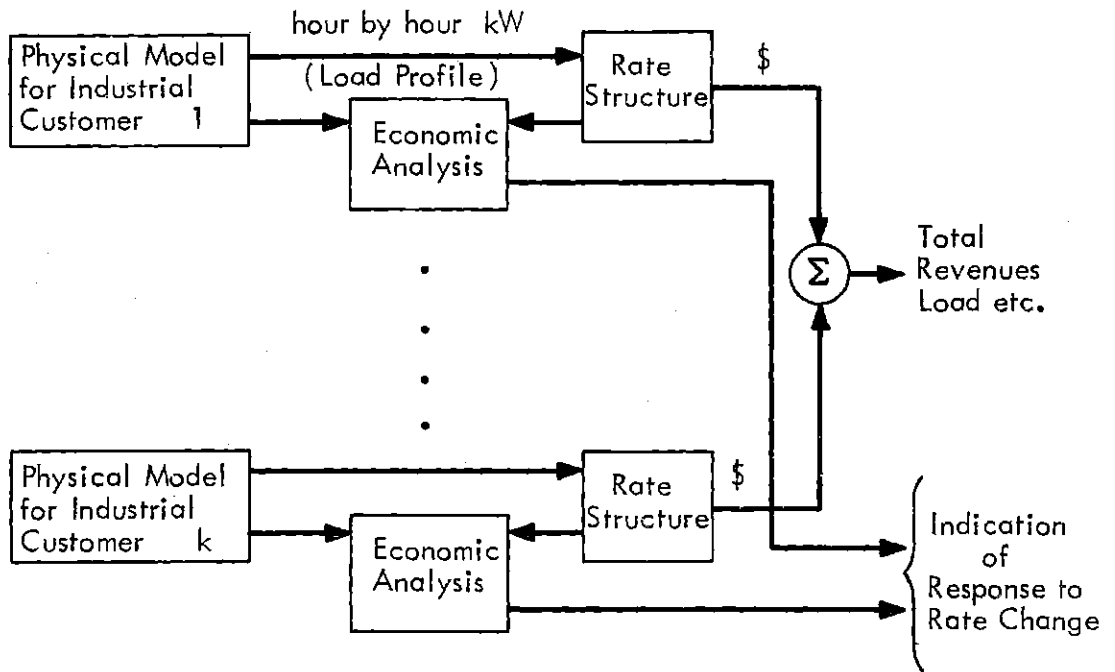 hour by hour kW
(Load Profile)
Physical Model
for Industrial
Customer 1
Rate
Structure
$
Economic
Analysis
Σ
Total
Revenues
Load etc.
Physical Model
for Industrial
Customer k
Rate
Structure
$
Economic
Analysis
Indication
of
Response to
Rate Change